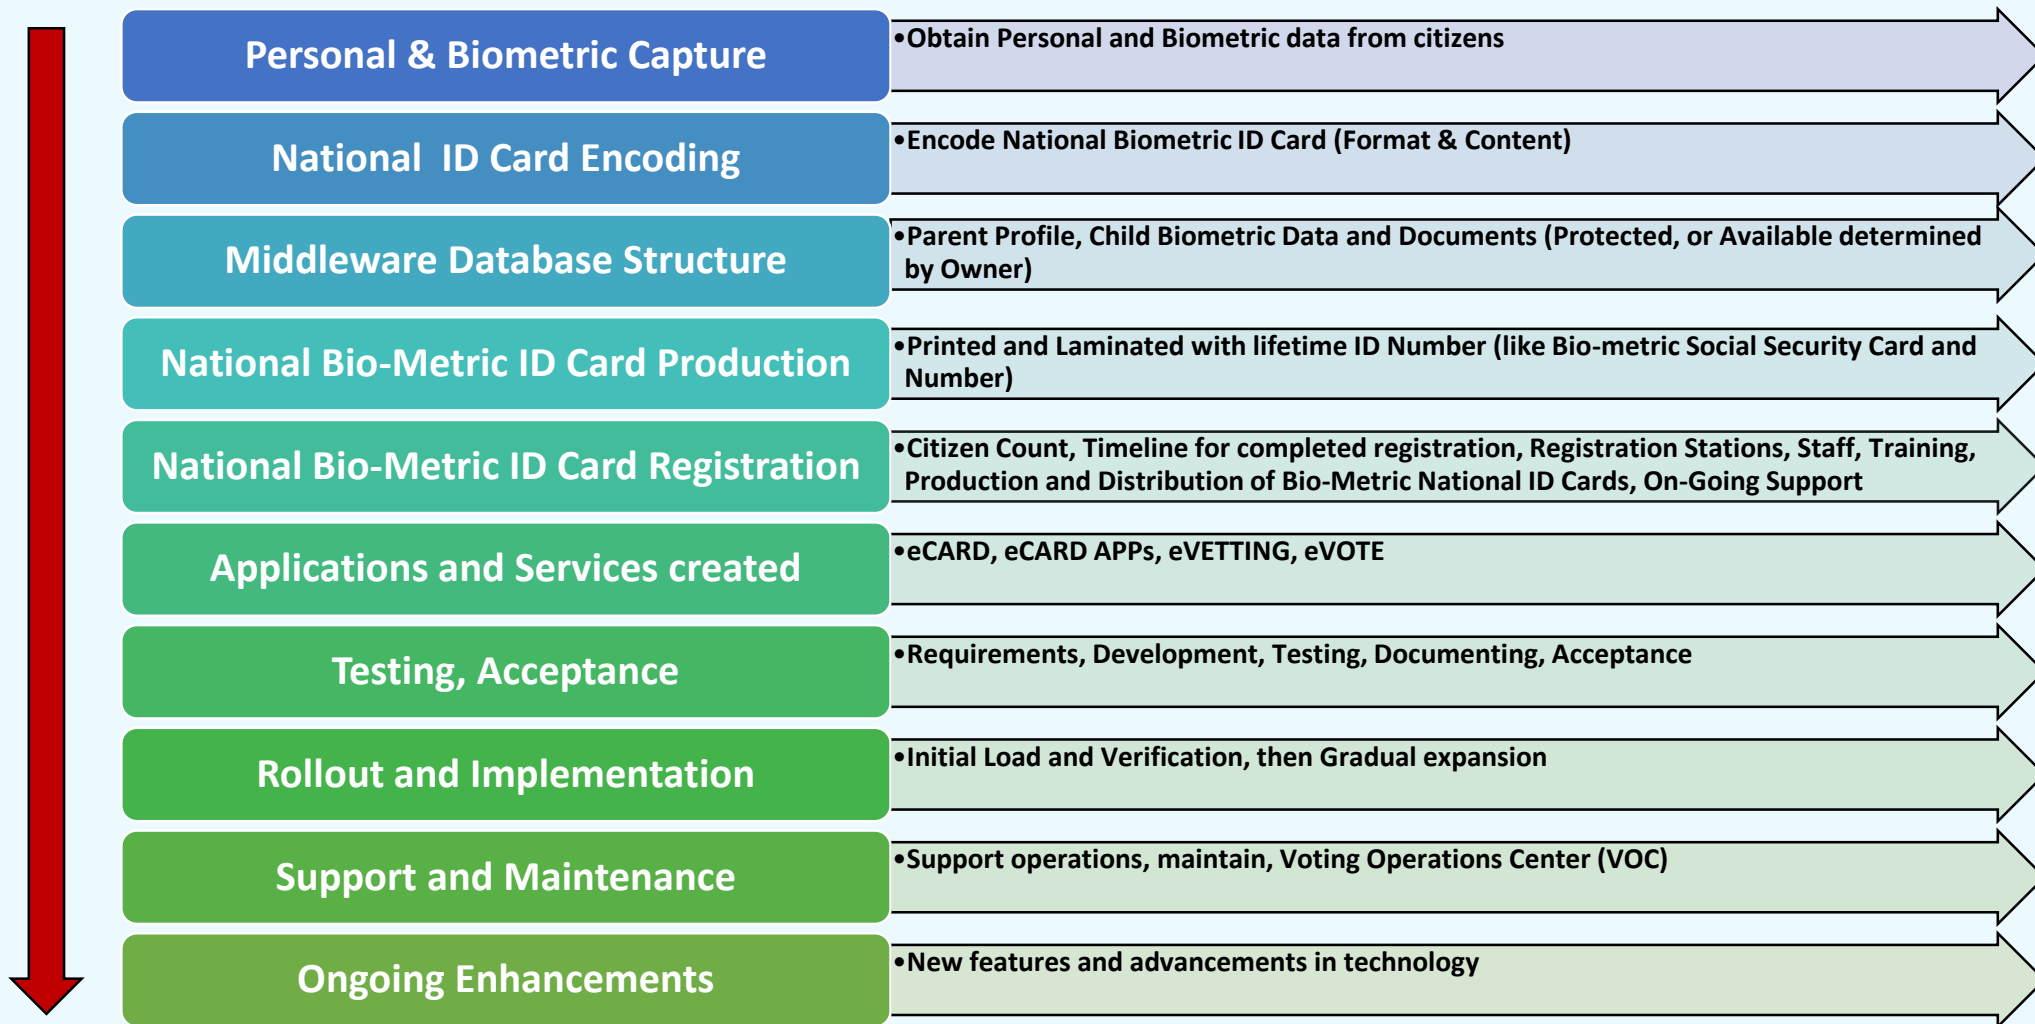 Personal & Biometric Capture
•Obtain Personal and Biometric data from citizens
National  ID Card Encoding
•Encode National Biometric ID Card (Format & Content)
Middleware Database Structure
•Parent Profile, Child Biometric Data and Documents (Protected, or Available determined
by Owner)
National Bio-Metric ID Card Production
•Printed and Laminated with lifetime ID Number (like Bio-metric Social Security Card and
Number)
National Bio-Metric ID Card Registration
•Citizen Count, Timeline for completed registration, Registration Stations, Staff, Training,
Production and Distribution of Bio-Metric National ID Cards, On-Going Support
Applications and Services created
•eCARD, eCARD APPs, eVETTING, eVOTE
Testing, Acceptance
•Requirements, Development, Testing, Documenting, Acceptance
Rollout and Implementation
•Initial Load and Verification, then Gradual expansion
Support and Maintenance
•Support operations, maintain, Voting Operations Center (VOC)
Ongoing Enhancements
•New features and advancements in technology